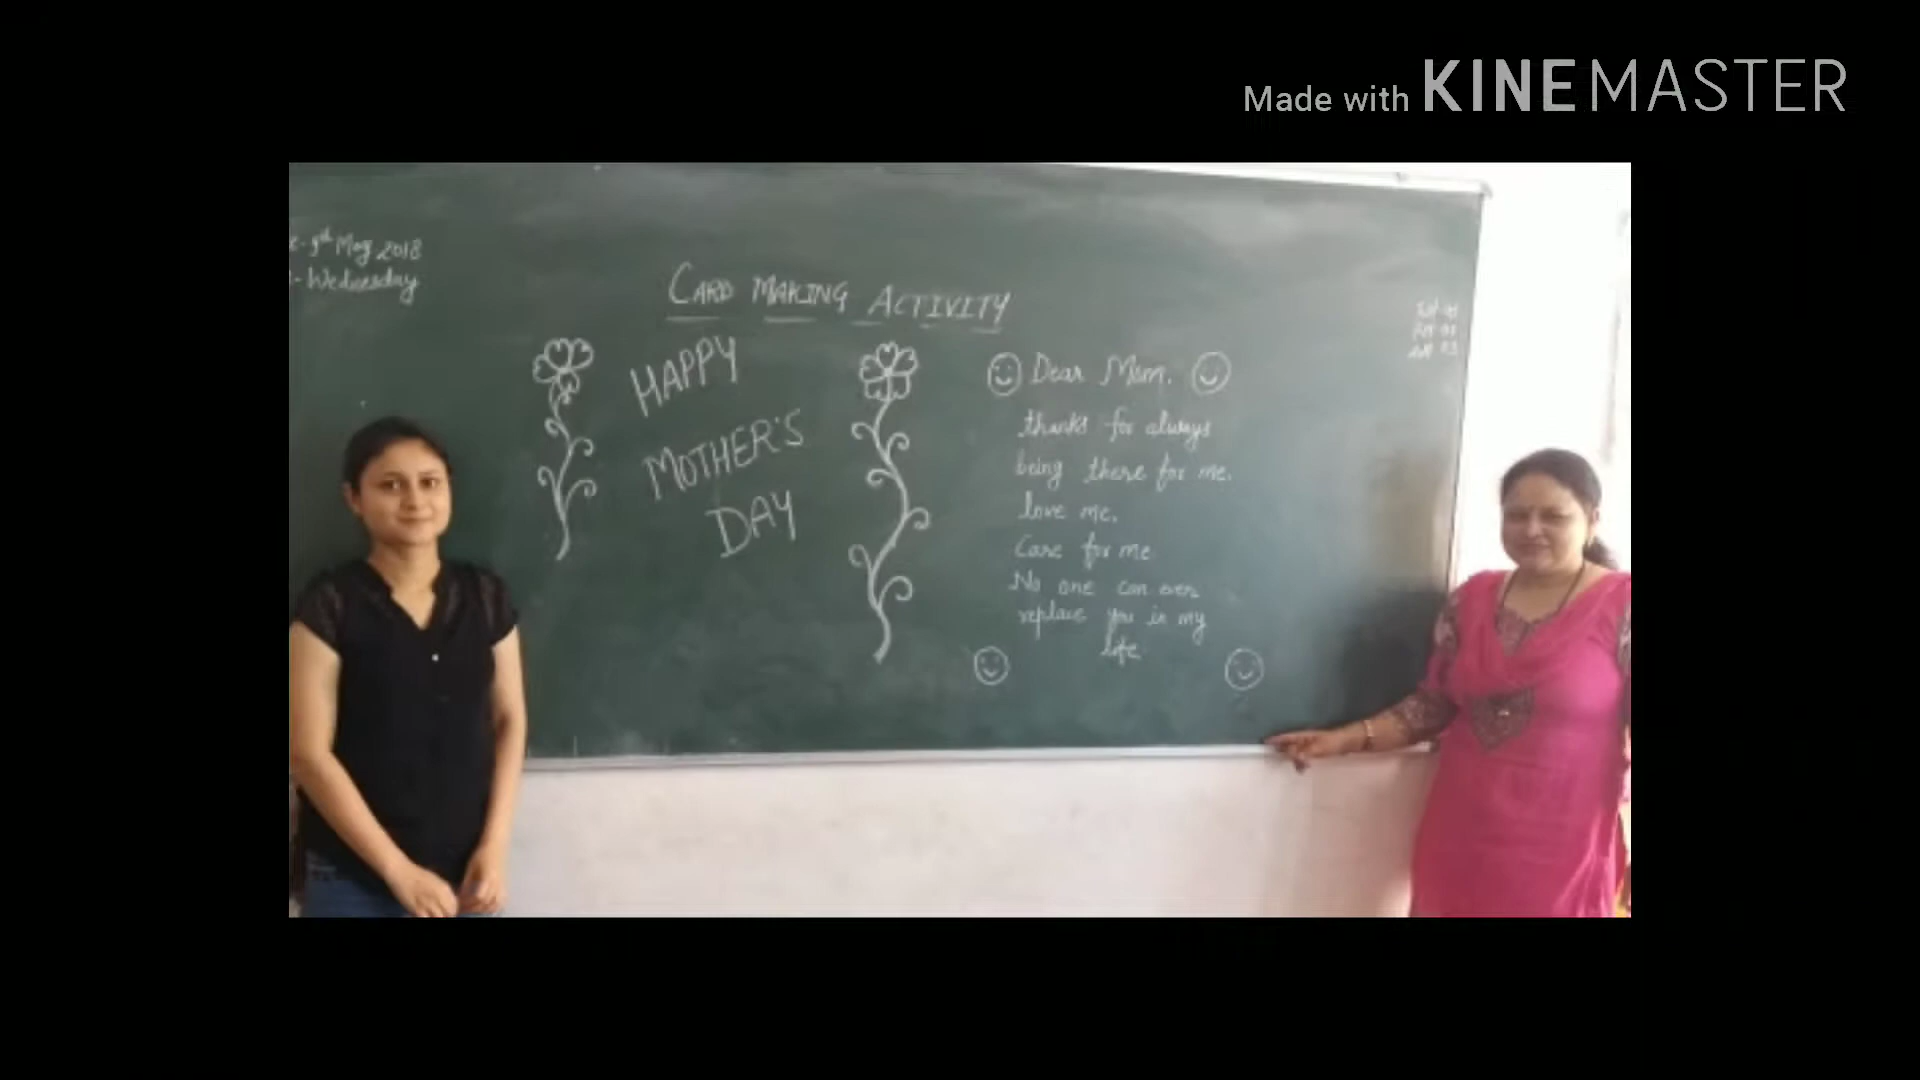 Made with KINEMASTER
9th May 2018
- Wednesday
CARD MAKING ACTIVITY
HAPPY
MOTHER'S
DAY
Dear Mom.
thanks for always
being there for me.
love me.
Care for me
No one can ever
replace you in my
life